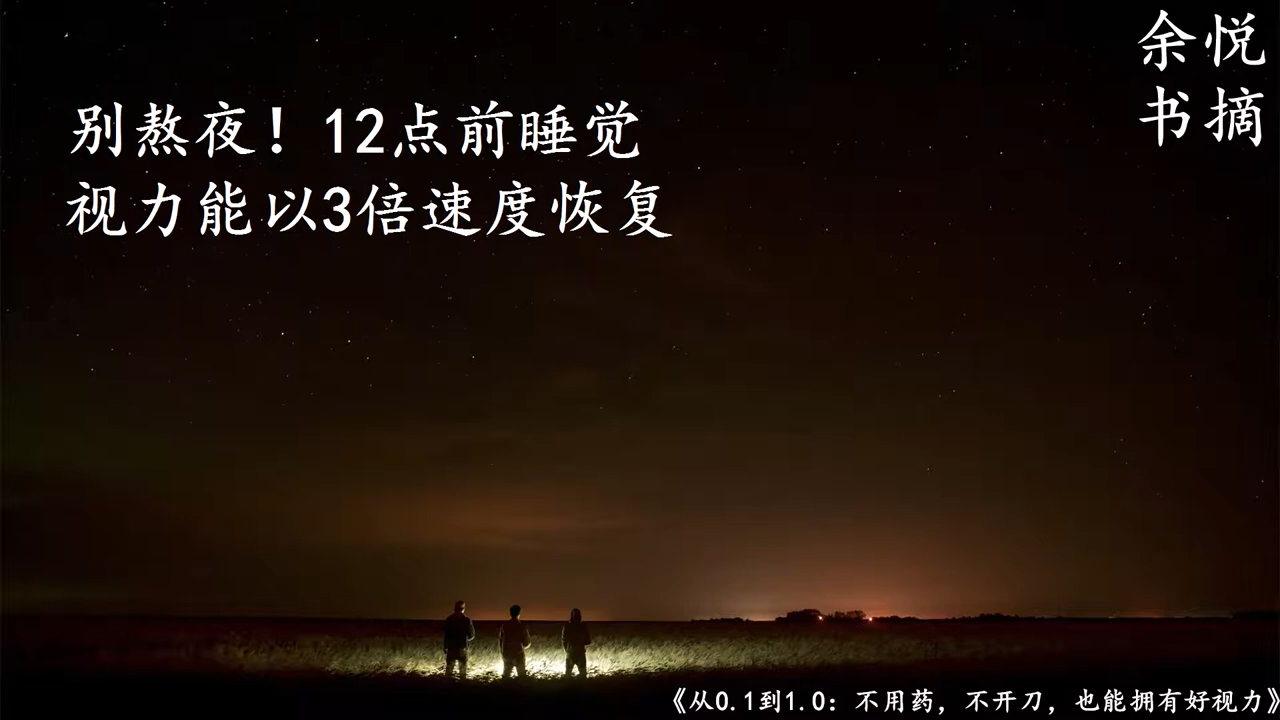 别熬夜！12点前睡觉
视力能以3倍速度恢复
余悦
书摘
《从0.1到1.0：不用药，不开刀，也能拥有好视力》